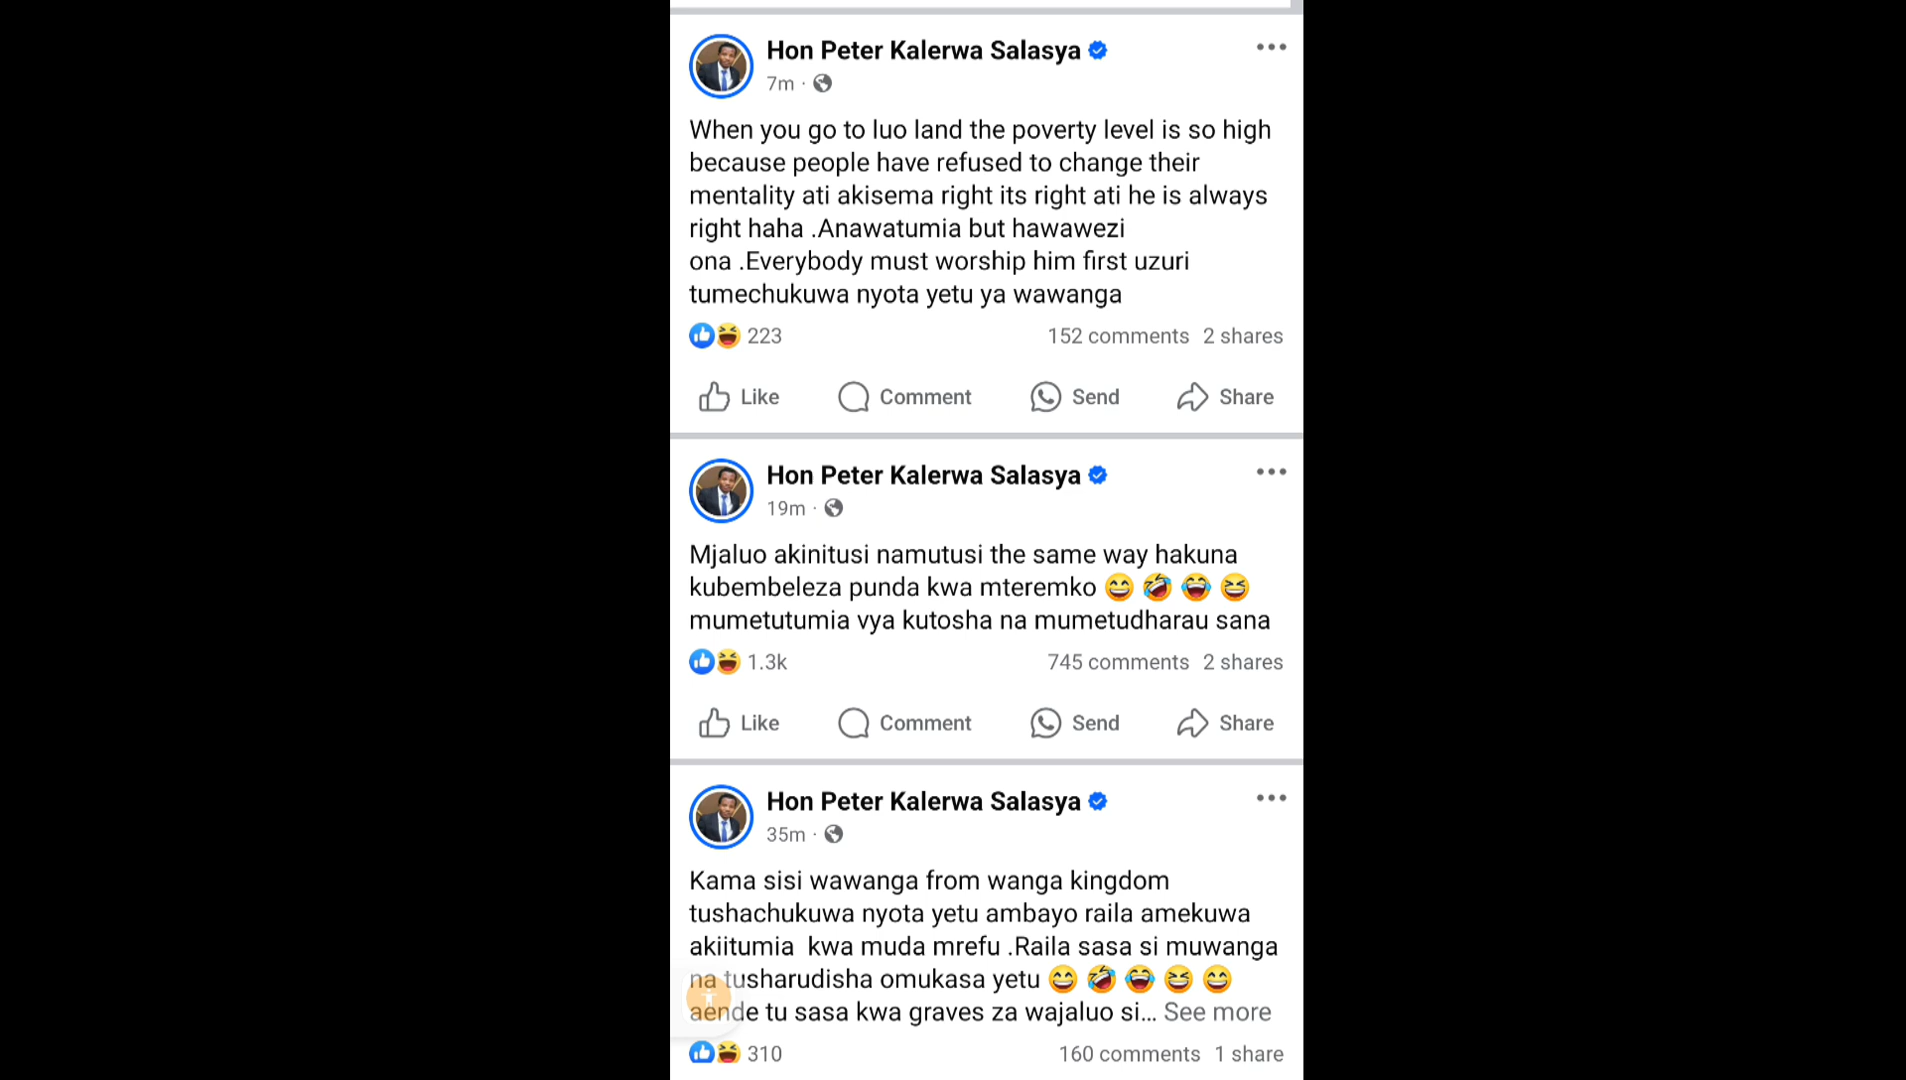 Hon Peter Kalerwa Salasya
7m ·
When you go to luo land the poverty level is so high
because people have refused to change their
mentality ati akisema right its right ati he is always
right haha .Anawatumia but hawawezi
ona .Everybody must worship him first uzuri
tumechukuwa nyota yetu ya wawanga
223 152 comments 2 shares
Like Comment Send Share
Hon Peter Kalerwa Salasya
19m ·
Mjaluo akinitusi namutusi the same way hakuna
kubembeleza punda kwa mteremko 😄 🤣 😂 😆
mumetutumia vya kutosha na mumetudharau sana
1.3k 745 comments 2 shares
Like Comment Send Share
Hon Peter Kalerwa Salasya
35m ·
Kama sisi wawanga from wanga kingdom
tushachukuwa nyota yetu ambayo raila amekuwa
akiitumia  kwa muda mrefu .Raila sasa si muwanga
na tusharudisha omukasa yetu 😄 🤣 😂 😆 😄
aende tu sasa kwa graves za wajaluo si... See more
310 160 comments 1 share